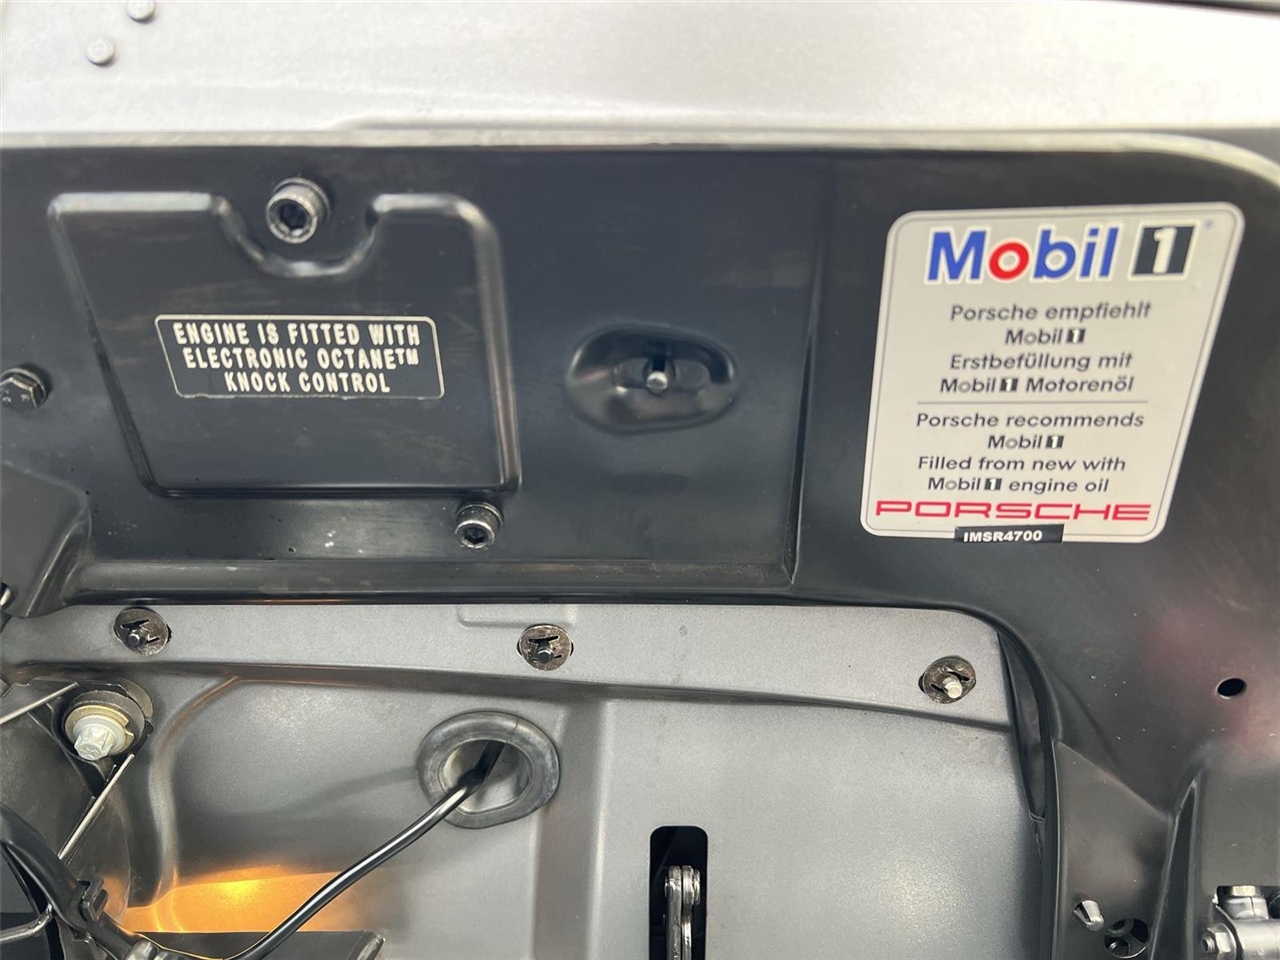 ENGINE IS FITTED WITH
ELECTRONIC OCTANE™
KNOCK CONTROL
Mobil 1
Porsche empfiehlt
Mobil 1
Erstbefüllung mit
Mobil 1 Motorenöl
Porsche recommends
Mobil 1
Filled from new with
Mobil 1 engine oil
PORSCHE
IMSR4700